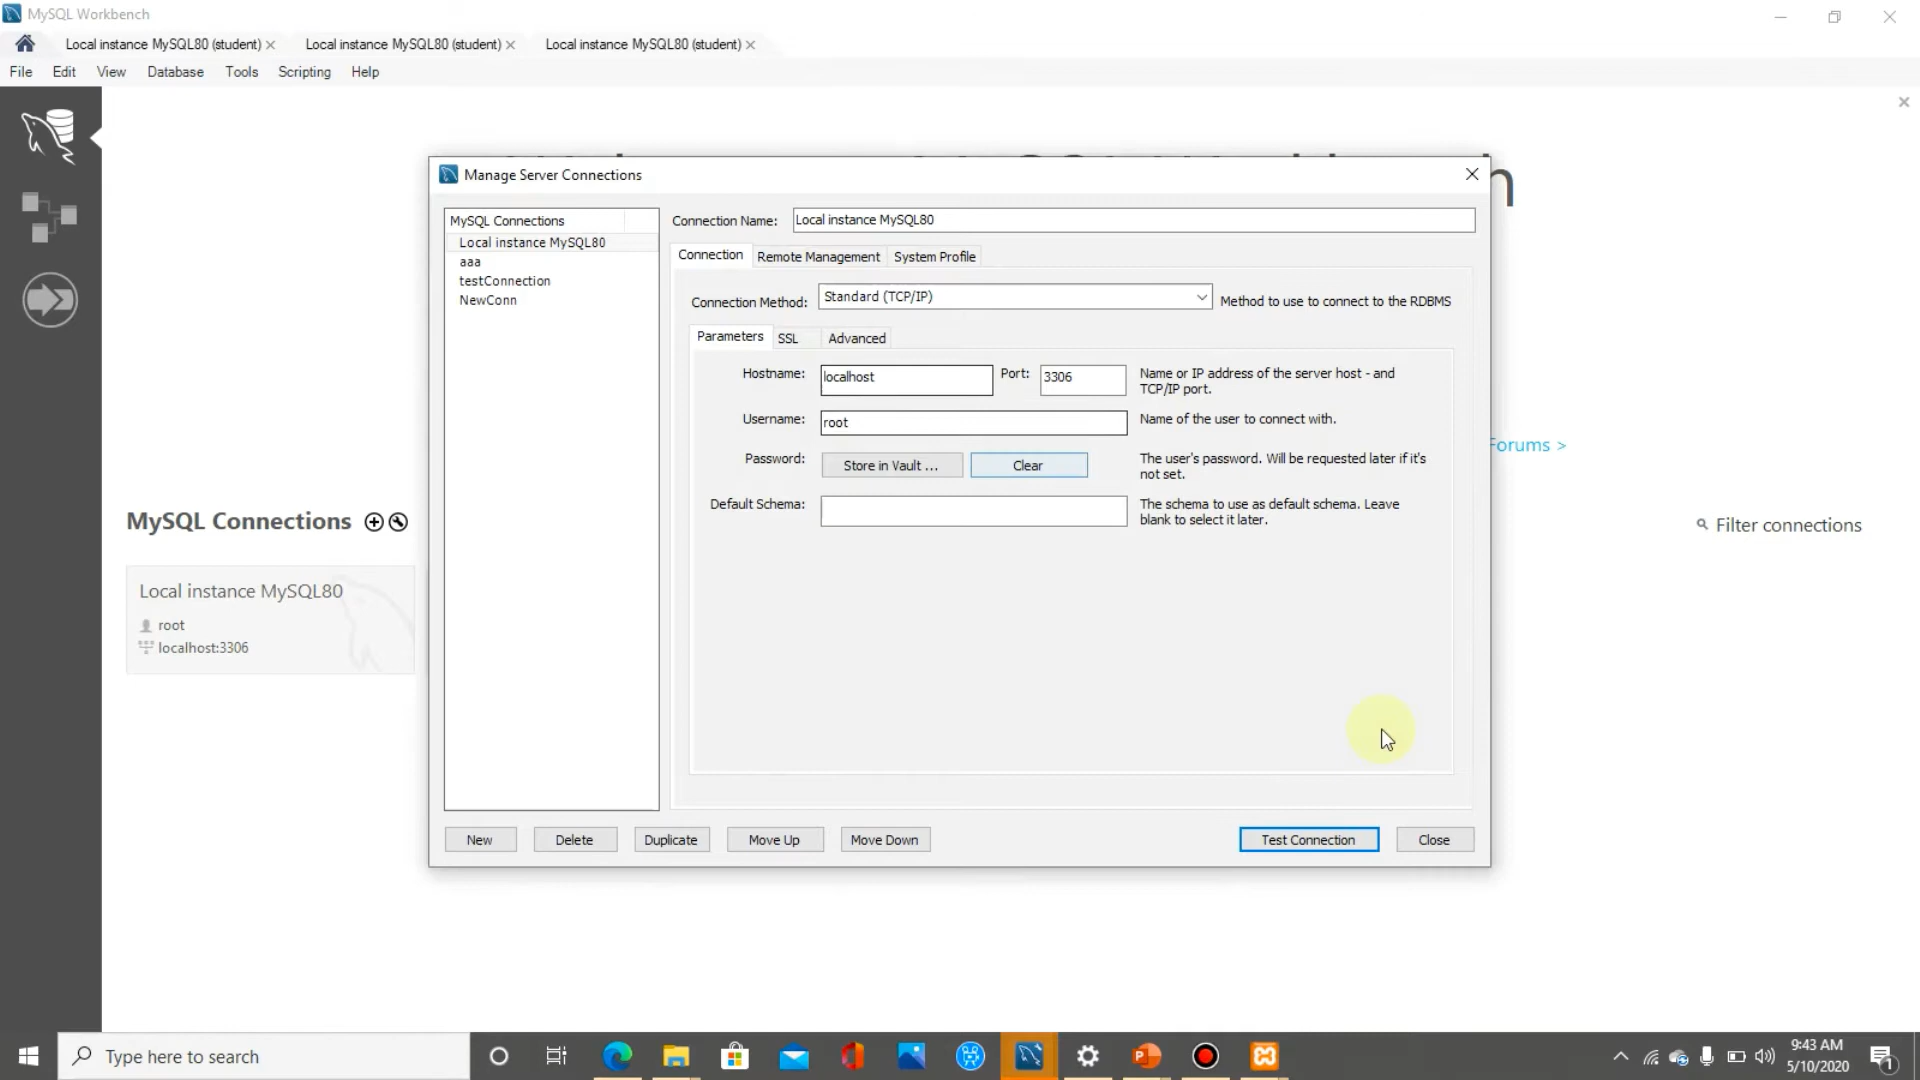 MySQL Workbench
Local instance MySQL80 (student)
Local instance MySQL80 (student)
Local instance MySQL80 (student)
File
Edit
View
Database
Tools
Scripting
Help
Manage Server Connections
MySQL Connections
Local instance MySQL80
aaa
testConnection
NewConn
Connection Name:
Local instance MySQL80
Connection
Remote Management
System Profile
Connection Method:
Standard (TCP/IP)
Method to use to connect to the RDBMS
Parameters
SSL
Advanced
Hostname:
localhost
Port:
3306
Name or IP address of the server host - and
TCP/IP port.
Username:
root
Name of the user to connect with.
Password:
Store in Vault ...
Clear
The user's password. Will be requested later if it's
not set.
Default Schema:
The schema to use as default schema. Leave
blank to select it later.
New
Delete
Duplicate
Move Up
Move Down
Test Connection
Close
Forums >
MySQL Connections
Filter connections
Local instance MySQL80
root
localhost:3306
Type here to search
9:43 AM
5/10/2020
1